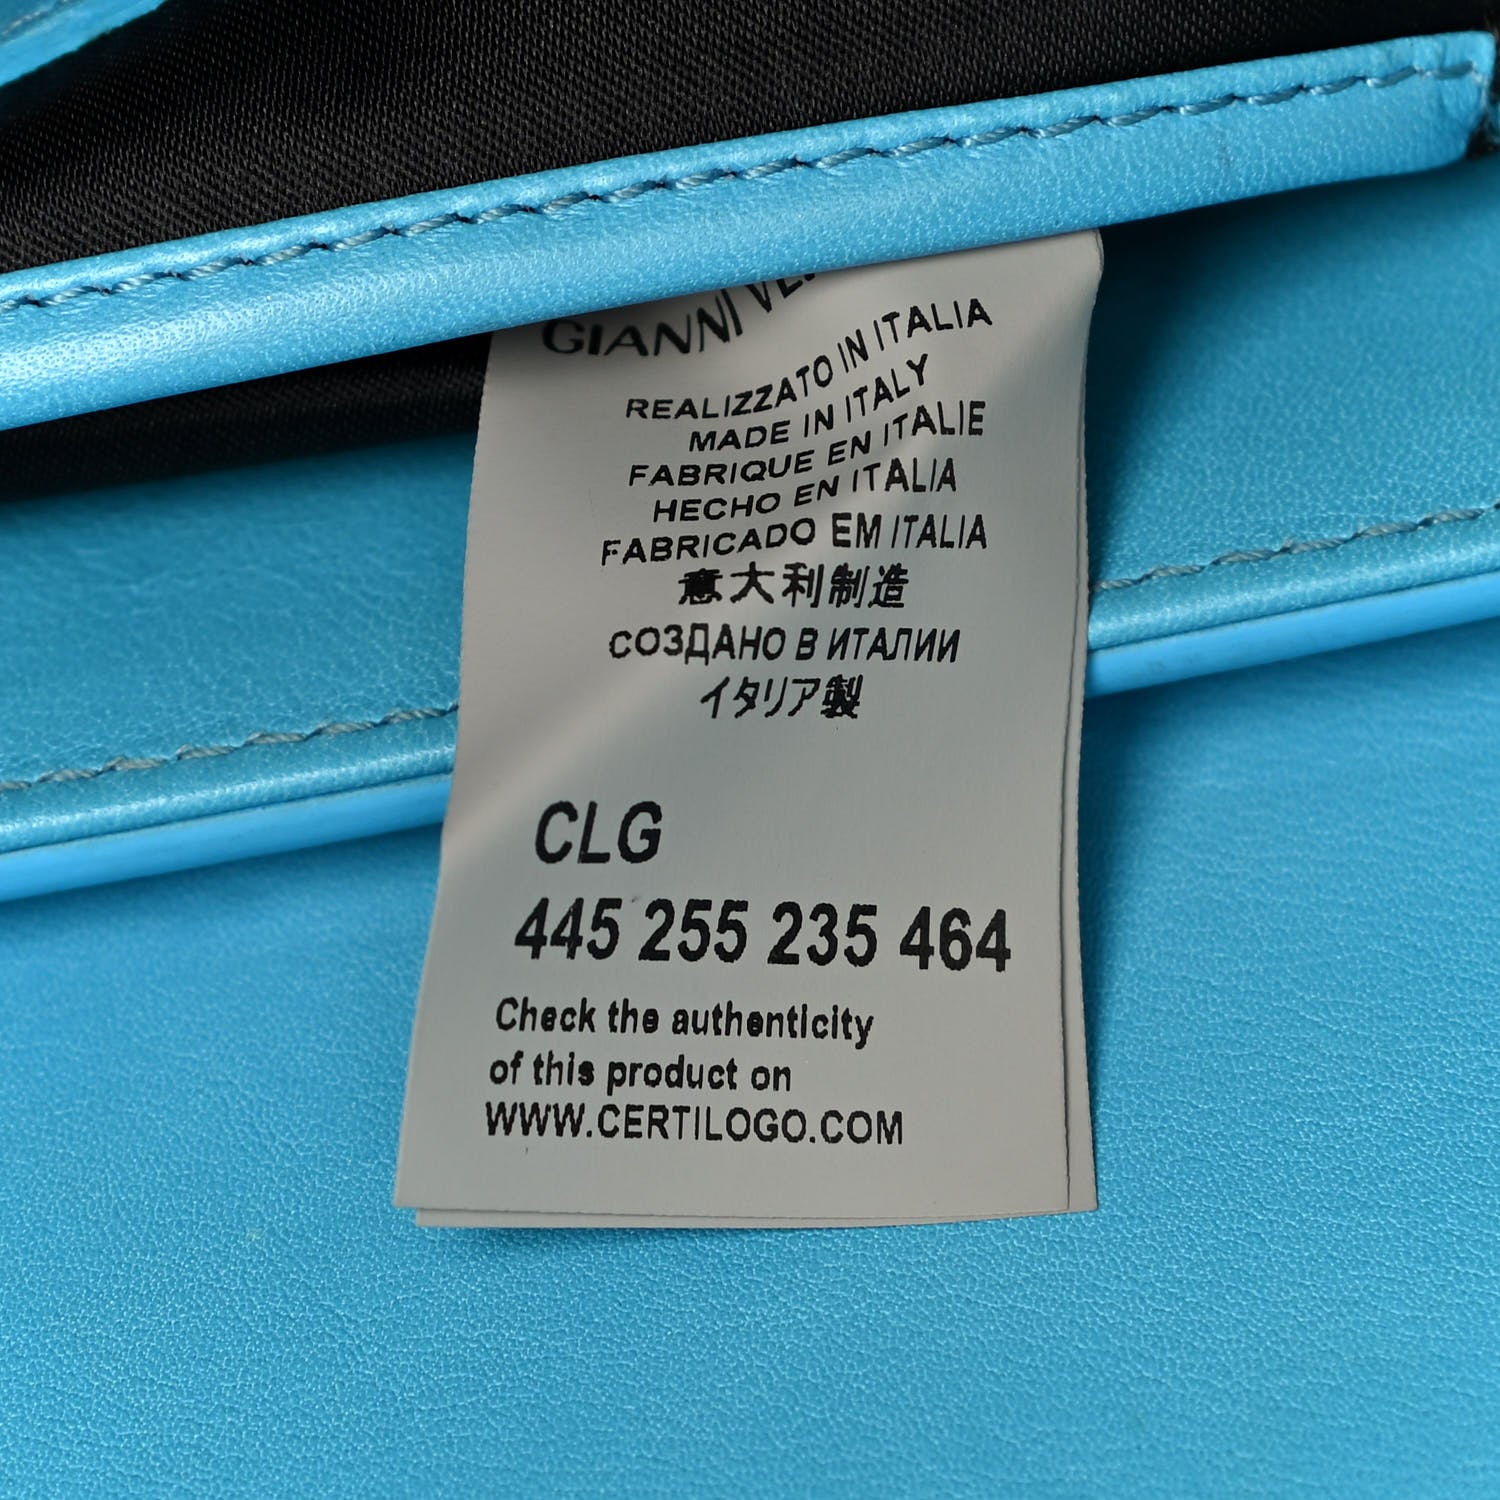 GIANNI
REALIZZATO IN ITALIA
MADE IN ITALY
FABRIQUE EN ITALIE
HECHO EN ITALIA
FABRICADO EM ITALIA
意大利制造
СОЗДАНО В ИТАЛИИ
イタリア製
CLG
445 255 235 464
Check the authenticity
of this product on
WWW.CERTILOGO.COM